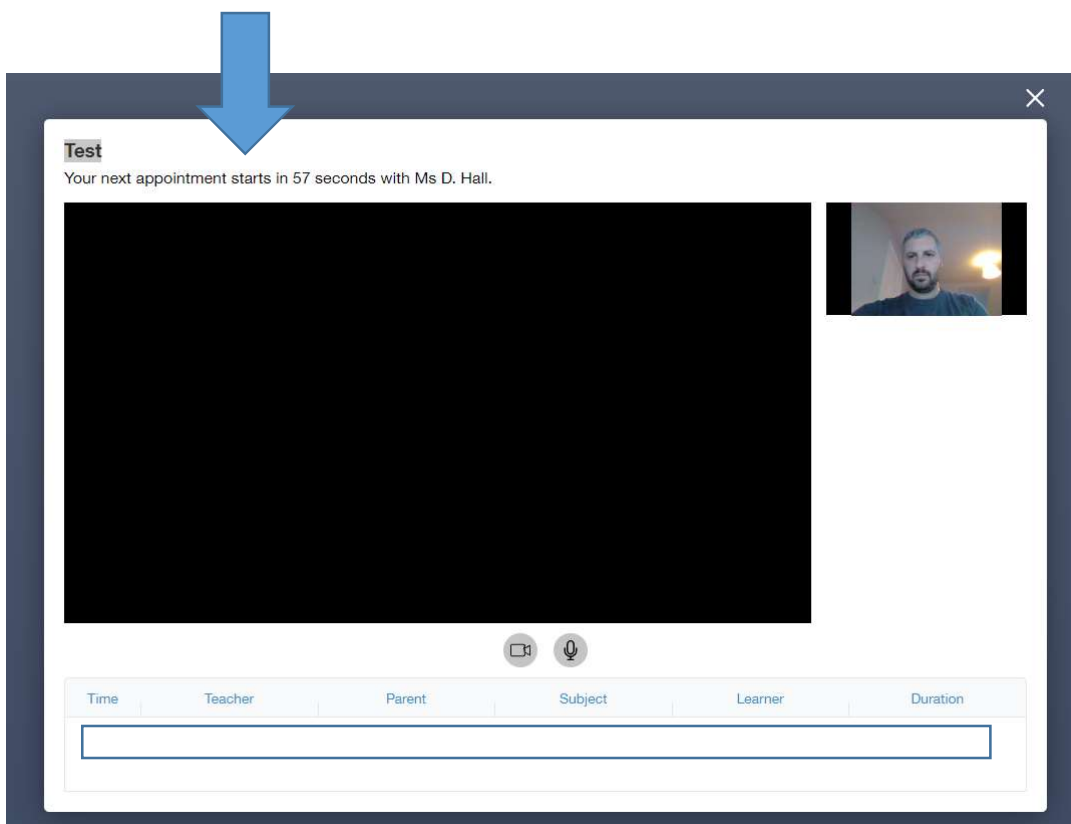 Test
Your next appointment starts in 57 seconds with Ms D. Hall.
Time Teacher Parent Subject Learner Duration